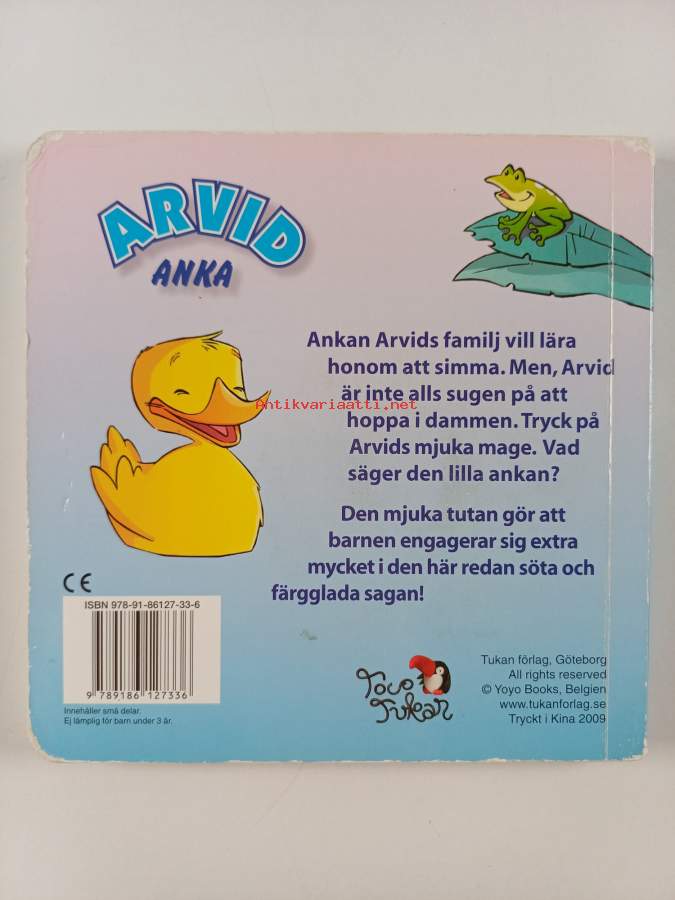 ARVID
ANKA
Ankan Arvids familj vill lära
honom att simma. Men, Arvid
är inte alls sugen på att
hoppa i dammen. Tryck på
Arvids mjuka mage. Vad
säger den lilla ankan?
Antikvariaatti.net
Den mjuka tutan gör att
barnen engagerar sig extra
mycket i den här redan söta och
färgglada sagan!
CE
ISBN 978-91-86127-33-6
9 789186 127336
Innehåller små delar.
Ej lämplig för barn under 3 år.
Toco
Tukan
Tukan förlag, Göteborg
All rights reserved
© Yoyo Books, Belgien
www.tukanforlag.se
Tryckt i Kina 2009